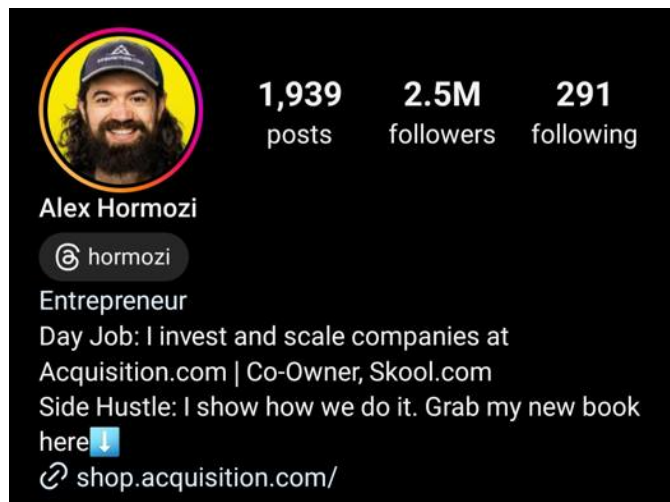 ACQUISITION.COM
1,939 2.5M 291
posts followers following
Alex Hormozi
hormozi
Entrepreneur
Day Job: I invest and scale companies at
Acquisition.com | Co-Owner, Skool.com
Side Hustle: I show how we do it. Grab my new book
here⬇️
shop.acquisition.com/